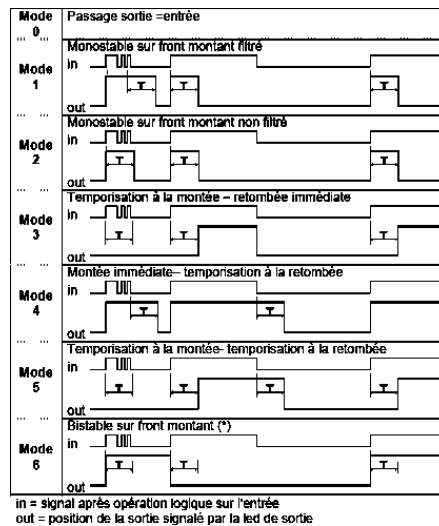 Mode 0
Passage sortie =entrée
Mode 1
Monostable sur front montant filtré
in
T T T
out
Mode 2
Monostable sur front montant non filtré
in
T T T
out
Mode 3
Temporisation à la montée – retombée immédiate
in
T T T
out
Mode 4
Montée immédiate– temporisation à la retombée
in
T T
out
Mode 5
Temporisation à la montée- temporisation à la retombée
in
T T T T
out
Mode 6
Bistable sur front montant (*)
in
T T T
out
in = signal après opération logique sur l'entrée
out = position de la sortie signalé par la led de sortie